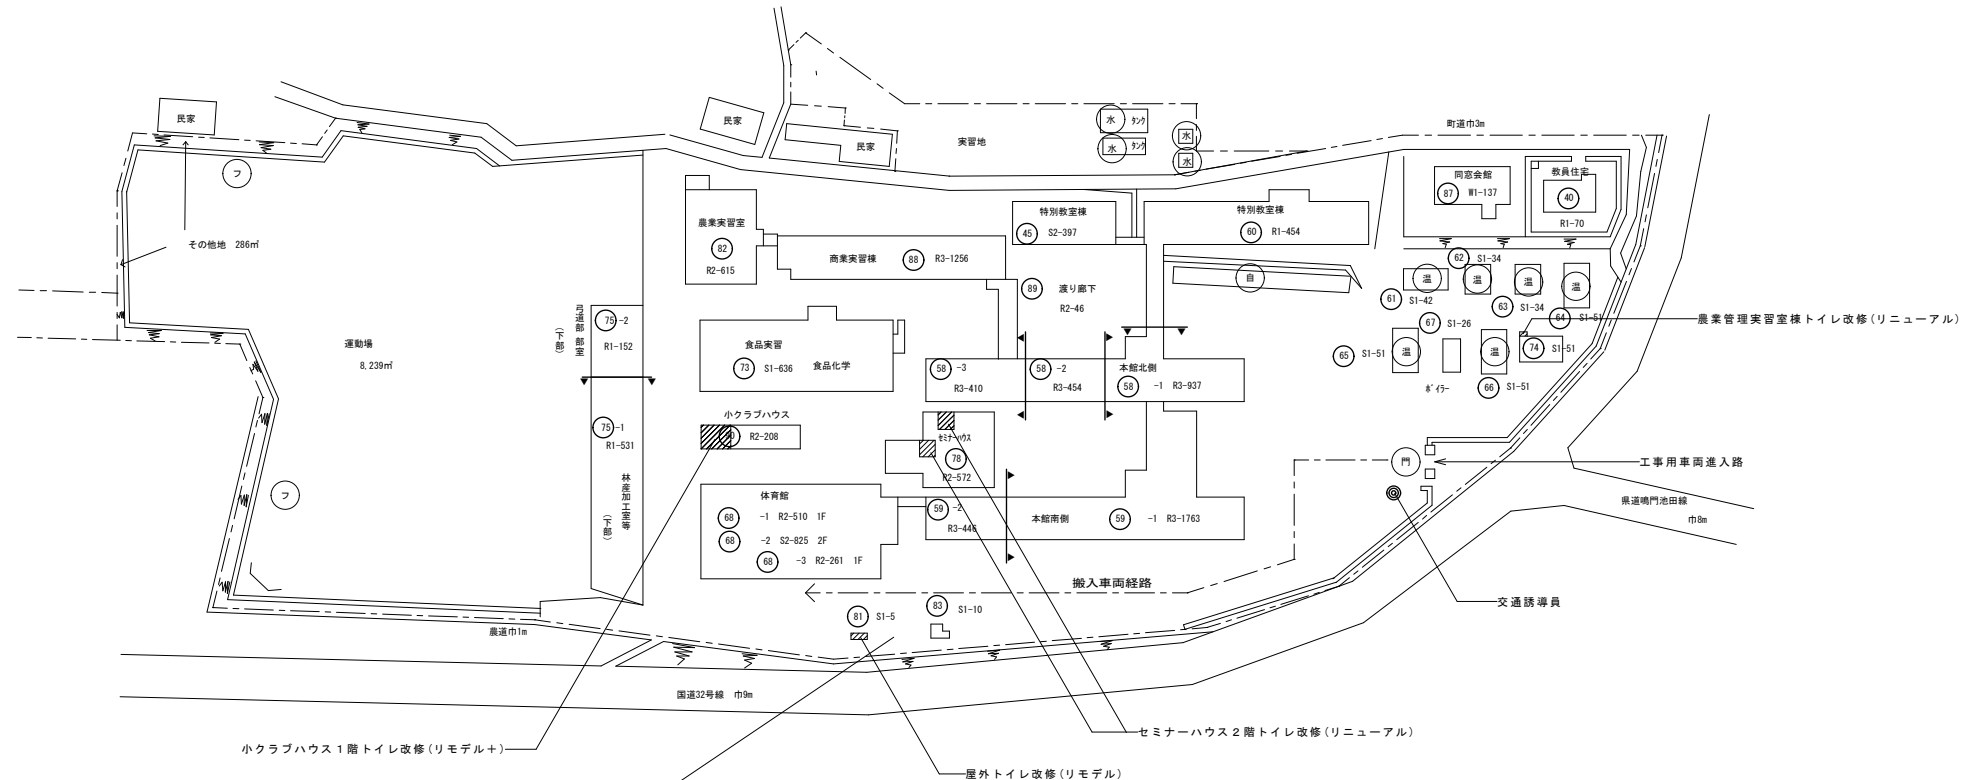 民家
民家
民家
実習地
水
タンク
水
タンク
水
水
町道巾3m
フ
その他地 286㎡
農業実習室
82
R2-615
商業実習棟 88 R3-1256
特別教室棟
45 S2-397
特別教室棟
60 R1-454
同窓会館
87 W1-137
教員住宅
40
R1-70
89 渡り廊下
R2-46
自
62 S1-34
温
温
温
温
61 S1-42
63 S1-34
64 S1-51
67 S1-26
農業管理実習室棟トイレ改修(リニューアル)
65 S1-51
温
温
74 S1-51
ボイラー
66 S1-51
運動場
8,239㎡
弓道部 部室
(下部)
75-2
R1-152
食品実習
73 S1-636 食品化学
58 -3
R3-410
58 -2
R3-454
本館北側
58 -1 R3-937
75-1
R1-531
林産加工室等
(下部)
小クラブハウス
R2-208
セミナーハウス
78
R2-572
門
工事用車両進入路
県道鳴門池田線
巾8m
フ
体育館
68 -1 R2-510 1F
68 -2 S2-825 2F
68 -3 R2-261 1F
59 -2
R3-446
本館南側 59 -1 R3-1763
搬入車両経路
交通誘導員
81 S1-5
83 S1-10
農道巾1m
国道32号線 巾9m
小クラブハウス1階トイレ改修(リモデル+)
セミナーハウス2階トイレ改修(リニューアル)
屋外トイレ改修(リモデル)